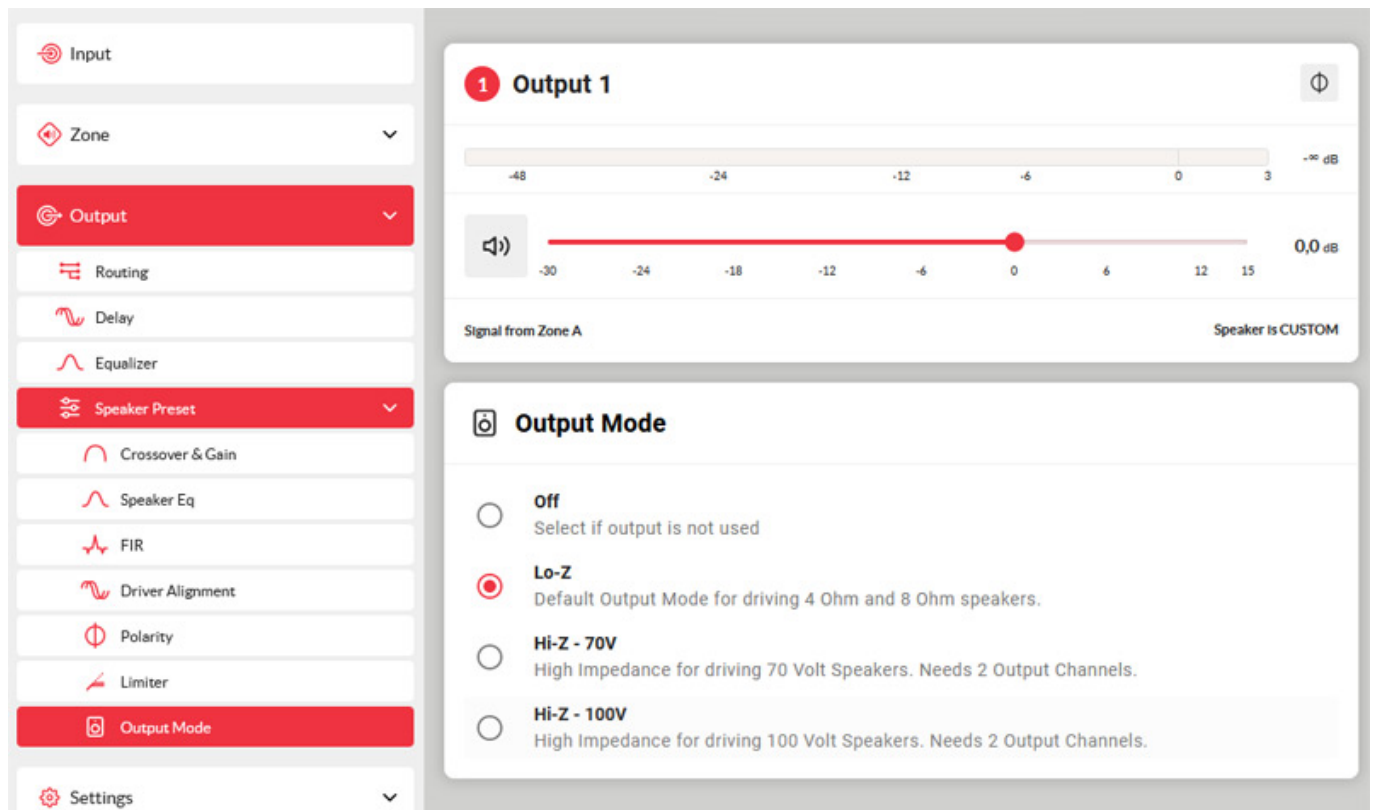 Input
Zone
Output
Routing
Delay
Equalizer
Speaker Preset
Crossover & Gain
Speaker Eq
FIR
Driver Alignment
Polarity
Limiter
Output Mode
Settings
1 Output 1
-∞ dB
-48 -24 -12 -6 0 3
0,0 dB
-30 -24 -18 -12 -6 0 6 12 15
Signal from Zone A Speaker is CUSTOM
Output Mode
Off
Select if output is not used
Lo-Z
Default Output Mode for driving 4 Ohm and 8 Ohm speakers.
Hi-Z - 70V
High Impedance for driving 70 Volt Speakers. Needs 2 Output Channels.
Hi-Z - 100V
High Impedance for driving 100 Volt Speakers. Needs 2 Output Channels.